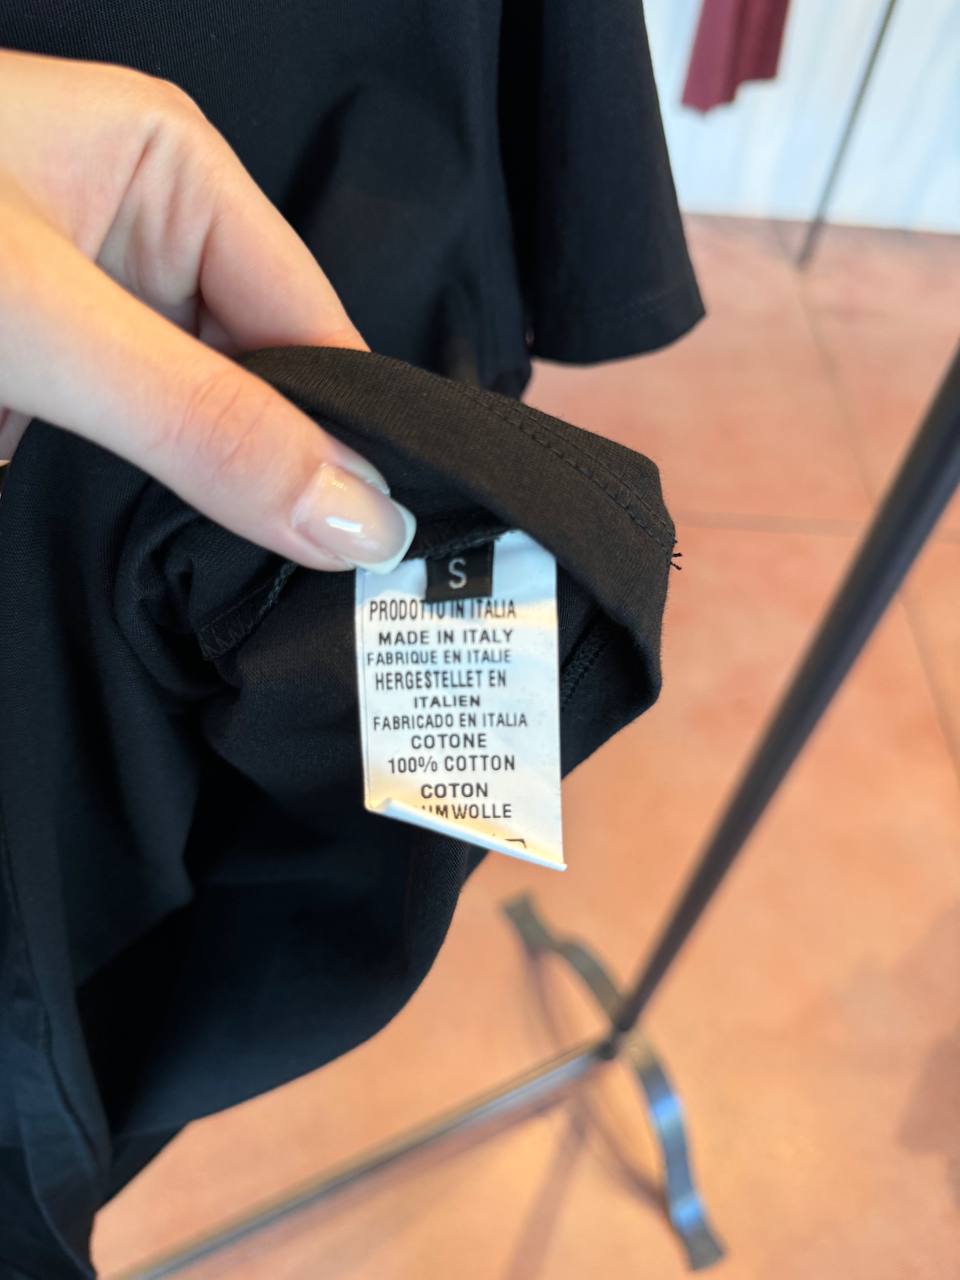 S
PRODOTTO IN ITALIA
MADE IN ITALY
FABRIQUE EN ITALIE
HERGESTELLET EN
ITALIEN
FABRICADO EN ITALIA
COTONE
100% COTTON
COTON
UMWOLLE